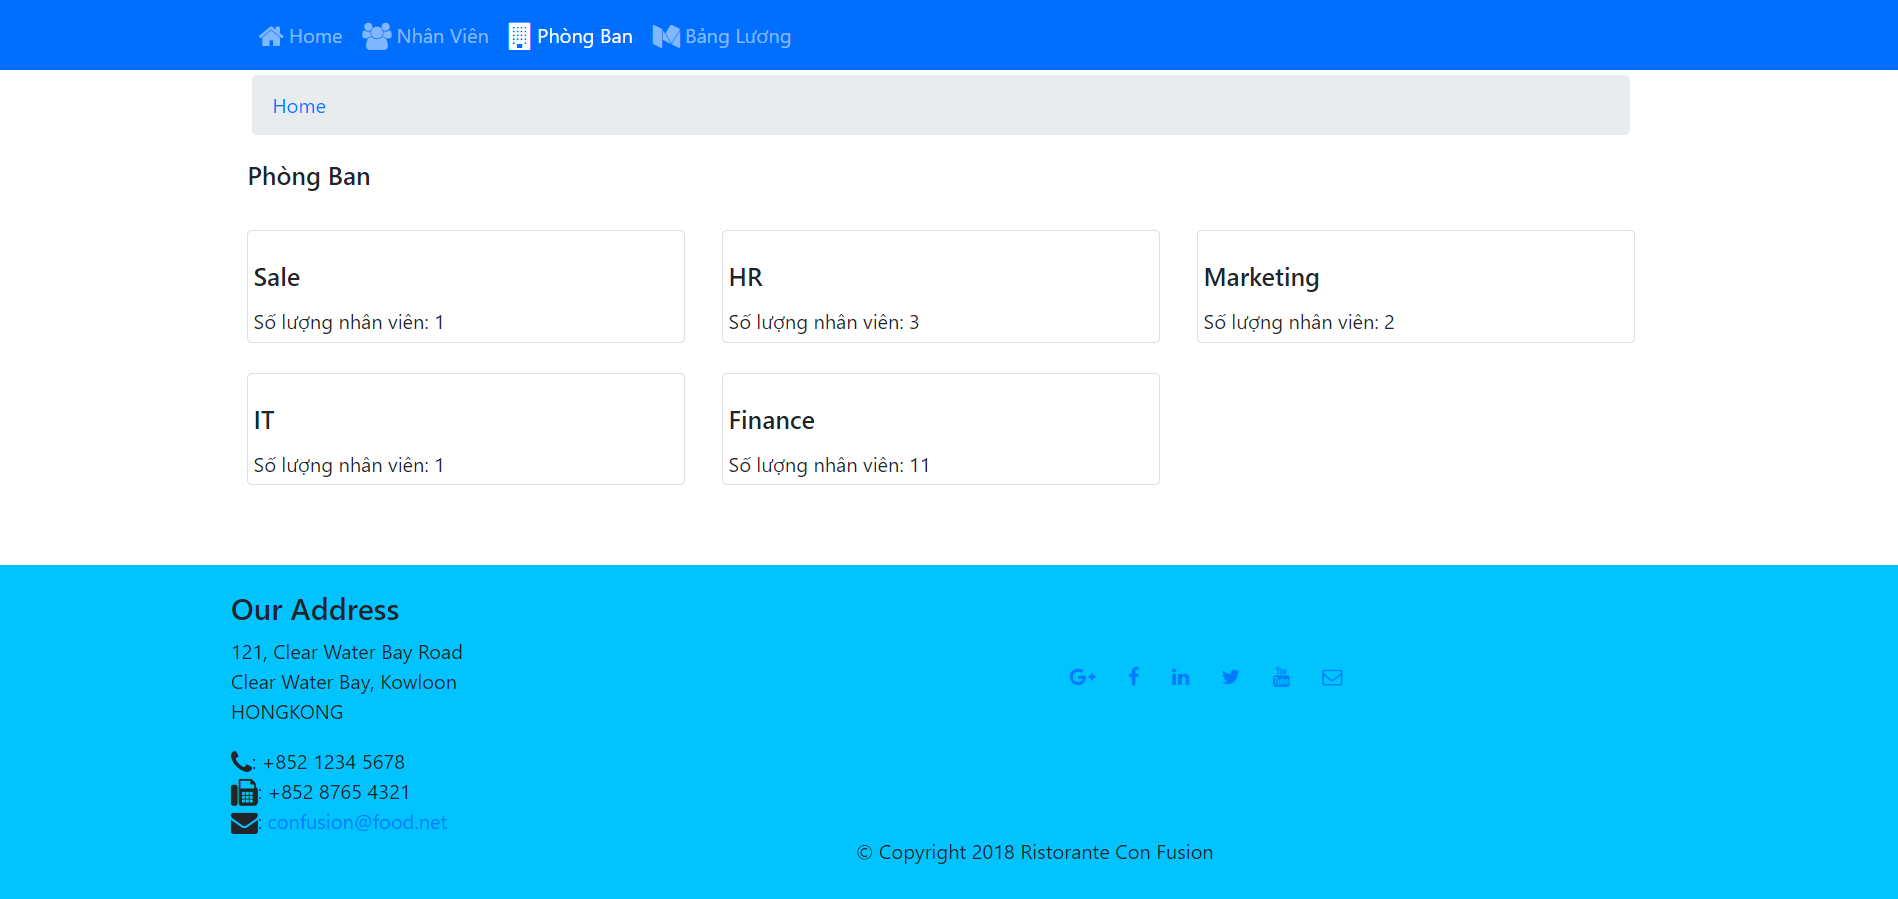 Home Nhân Viên Phòng Ban Bảng Lương
Home
Phòng Ban
Sale
Số lượng nhân viên: 1
HR
Số lượng nhân viên: 3
Marketing
Số lượng nhân viên: 2
IT
Số lượng nhân viên: 1
Finance
Số lượng nhân viên: 11
Our Address
121, Clear Water Bay Road
Clear Water Bay, Kowloon
HONGKONG
: +852 1234 5678
: +852 8765 4321
: confusion@food.net
© Copyright 2018 Ristorante Con Fusion